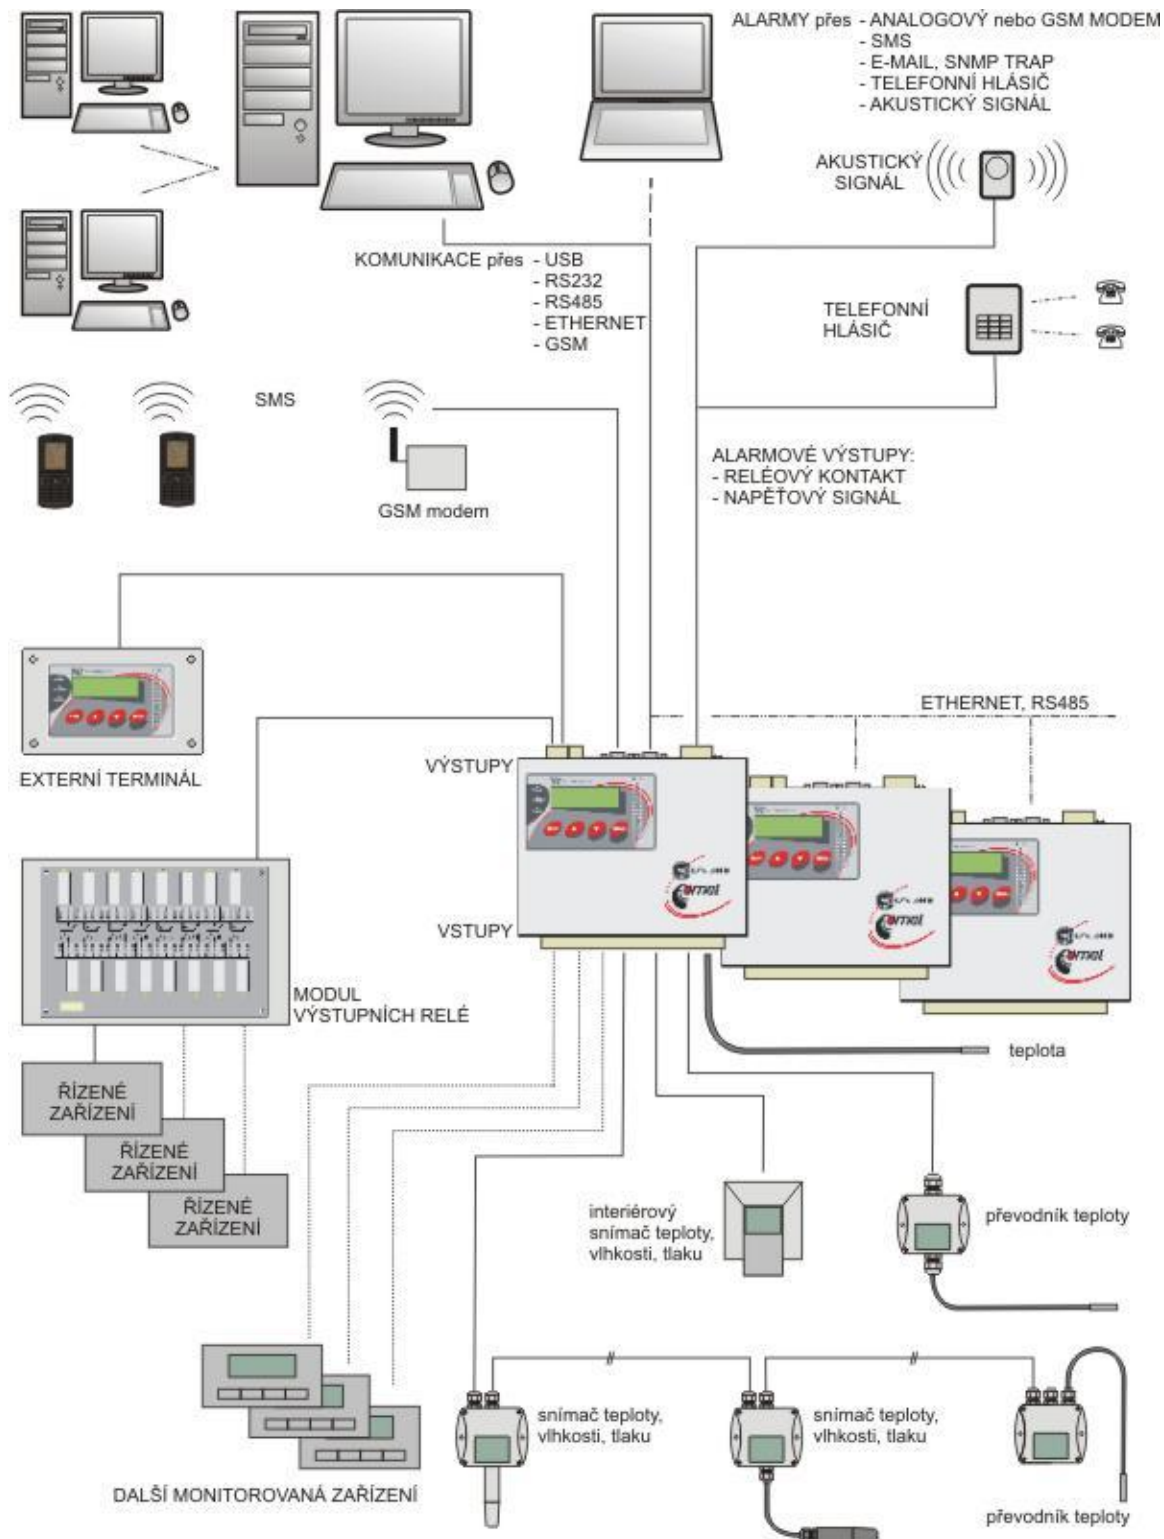 ALARMY přes - ANALOGOVÝ nebo GSM MODEM
- SMS
- E-MAIL, SNMP TRAP
- TELEFONNÍ HLÁSIČ
- AKUSTICKÝ SIGNÁL
AKUSTICKÝ
SIGNÁL
KOMUNIKACE přes - USB
- RS232
- RS485
- ETHERNET
- GSM
TELEFONNÍ
HLÁSIČ
SMS
GSM modem
ALARMOVÉ VÝSTUPY:
- RELÉOVÝ KONTAKT
- NAPĚŤOVÝ SIGNÁL
ETHERNET, RS485
EXTERNÍ TERMINÁL
VÝSTUPY
VSTUPY
MODUL
VÝSTUPNÍCH RELÉ
teplota
ŘÍZENÉ
ZAŘÍZENÍ
ŘÍZENÉ
ZAŘÍZENÍ
ŘÍZENÉ
ZAŘÍZENÍ
interiérový
snímač teploty,
vlhkosti, tlaku
převodník teploty
snímač teploty,
vlhkosti, tlaku
snímač teploty,
vlhkosti, tlaku
DALŠÍ MONITOROVANÁ ZAŘÍZENÍ
převodník teploty